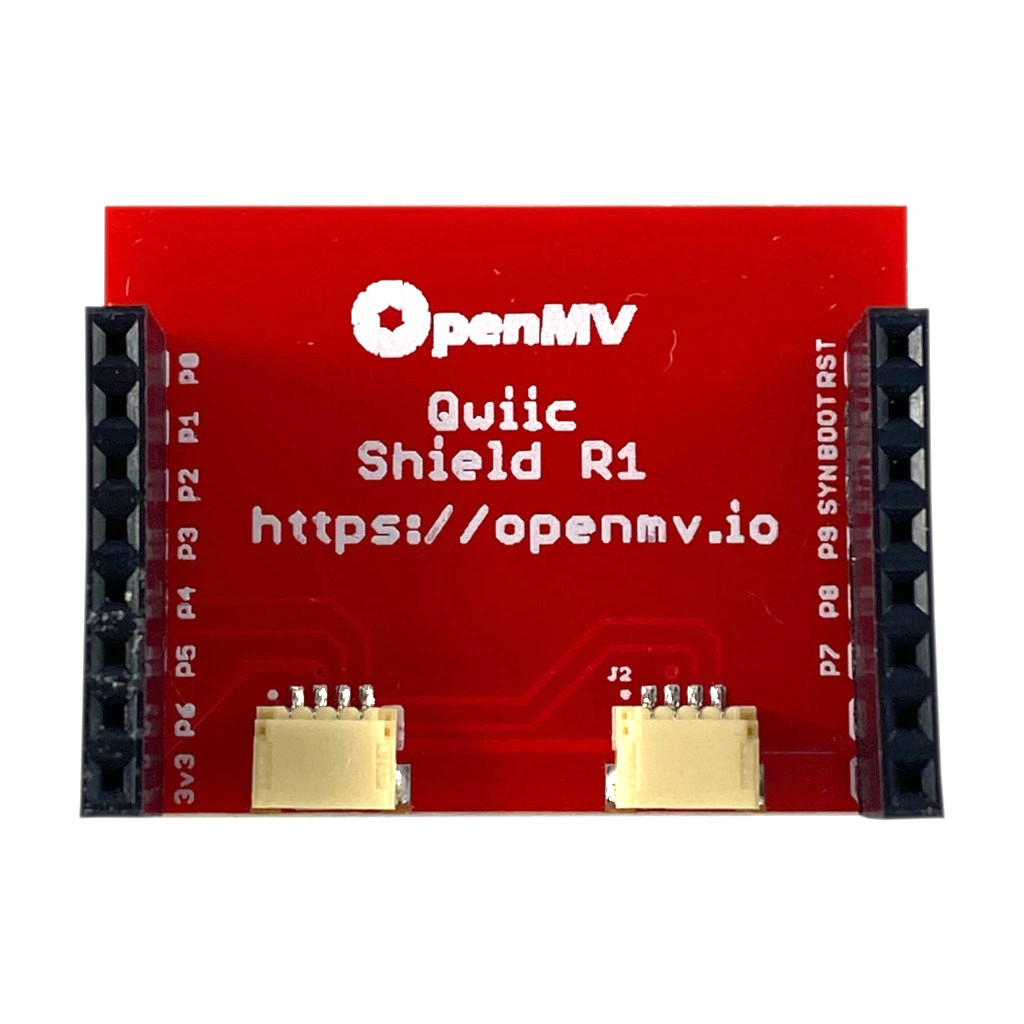 OpenMV
Qwiic
Shield R1
https://openmv.io
P0
P1
P2
P3
P4
P5
P6
3v3
RST
BOOT
SYN
P9
P8
P7
J2